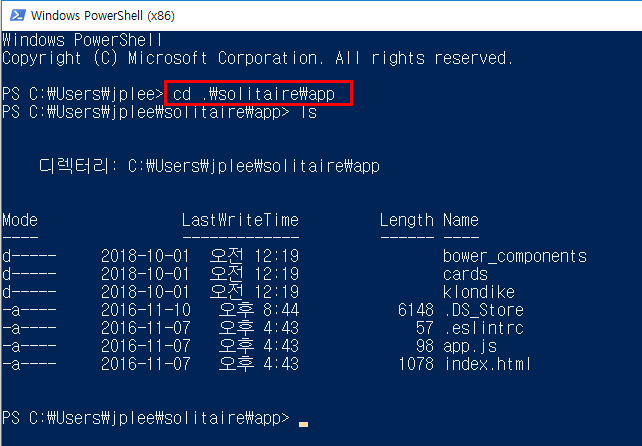 Windows PowerShell (x86)
Windows PowerShell
Copyright (C) Microsoft Corporation. All rights reserved.
PS C:₩Users₩jplee> cd .₩solitaire₩app
PS C:₩Users₩jplee₩solitaire₩app> ls
디렉터리: C:₩Users₩jplee₩solitaire₩app
Mode LastWriteTime Length Name
---- ------------- ------ ----
d----- 2018-10-01 오전 12:19 bower_components
d----- 2018-10-01 오전 12:19 cards
d----- 2018-10-01 오전 12:19 klondike
-a---- 2016-11-10 오후 8:44 6148 .DS_Store
-a---- 2016-11-07 오후 4:43 57 .eslintrc
-a---- 2016-11-07 오후 4:43 98 app.js
-a---- 2016-11-07 오후 4:43 1078 index.html
PS C:₩Users₩jplee₩solitaire₩app>